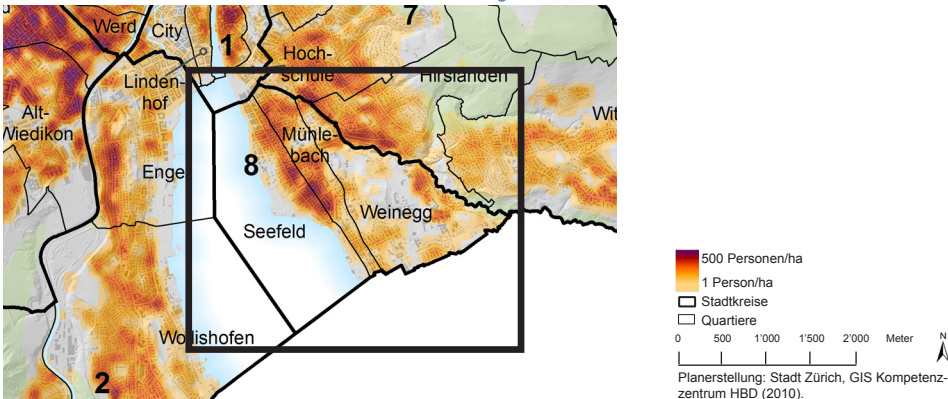 Werd
City
7
1
Hoch-
schule
Hirslanden
Linden-
hof
Alt-
Wiedikon
Mühle-
bach
Wit
Enge
8
Weinegg
Seefeld
Wollishofen
2
500 Personen/ha
1 Person/ha
Stadtkreise
Quartiere
0 500 1'000 1'500 2'000 Meter
N
Planerstellung: Stadt Zürich, GIS Kompetenz-
zentrum HBD (2010).